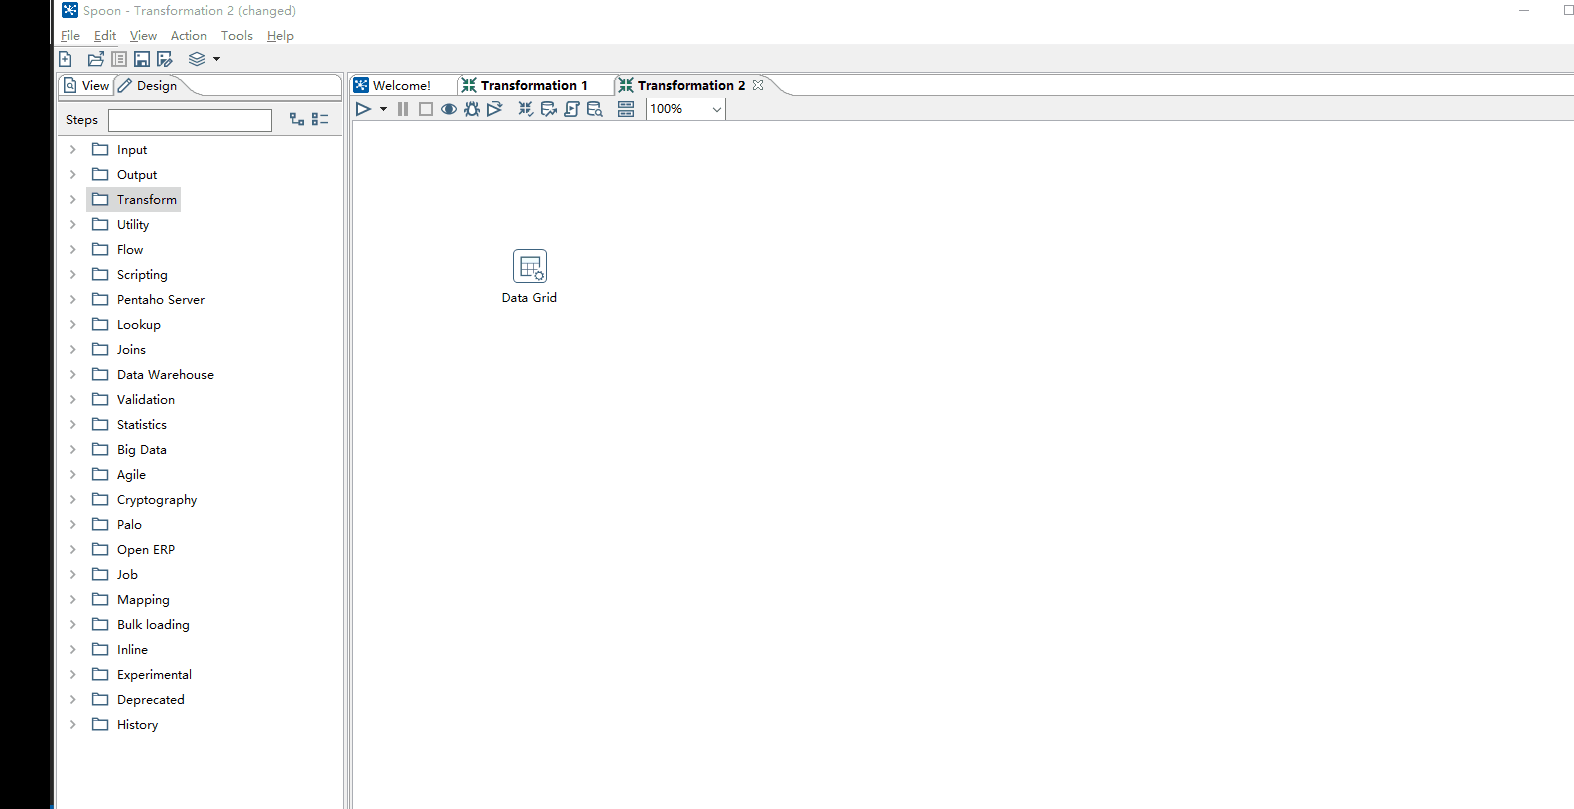 Spoon - Transformation 2 (changed)
File Edit View Action Tools Help
View Design
Welcome! Transformation 1 Transformation 2
100%
Steps
Input
Output
Transform
Utility
Flow
Scripting
Pentaho Server
Lookup
Joins
Data Warehouse
Validation
Statistics
Big Data
Agile
Cryptography
Palo
Open ERP
Job
Mapping
Bulk loading
Inline
Experimental
Deprecated
History
Data Grid